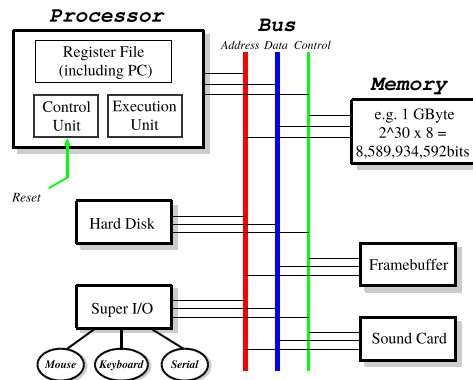 Processor
Bus
Address Data Control
Register File
(including PC)
Control
Unit
Execution
Unit
Reset
Memory
e.g. 1 GByte
2^30 x 8 =
8,589,934,592bits
Hard Disk
Framebuffer
Super I/O
Sound Card
Mouse
Keyboard
Serial